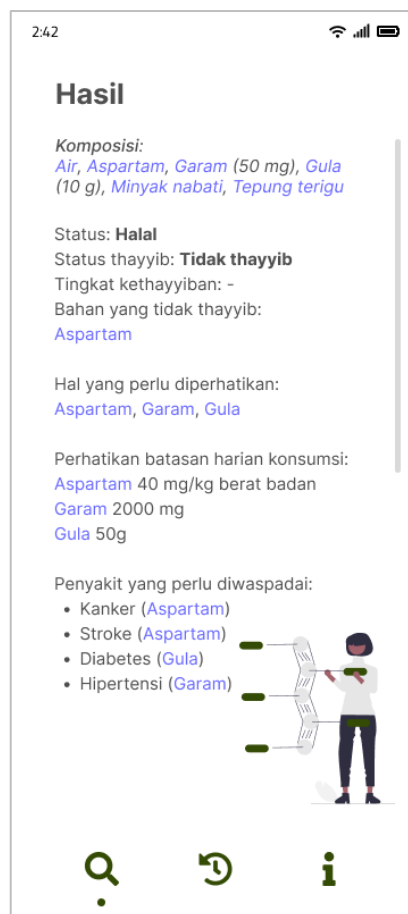 2:42
Hasil
Komposisi:
Air, Aspartam, Garam (50 mg), Gula
(10 g), Minyak nabati, Tepung terigu
Status: Halal
Status thayyib: Tidak thayyib
Tingkat kethayyiban: -
Bahan yang tidak thayyib:
Aspartam
Hal yang perlu diperhatikan:
Aspartam, Garam, Gula
Perhatikan batasan harian konsumsi:
Aspartam 40 mg/kg berat badan
Garam 2000 mg
Gula 50g
Penyakit yang perlu diwaspadai:
• Kanker (Aspartam)
• Stroke (Aspartam)
• Diabetes (Gula)
• Hipertensi (Garam)